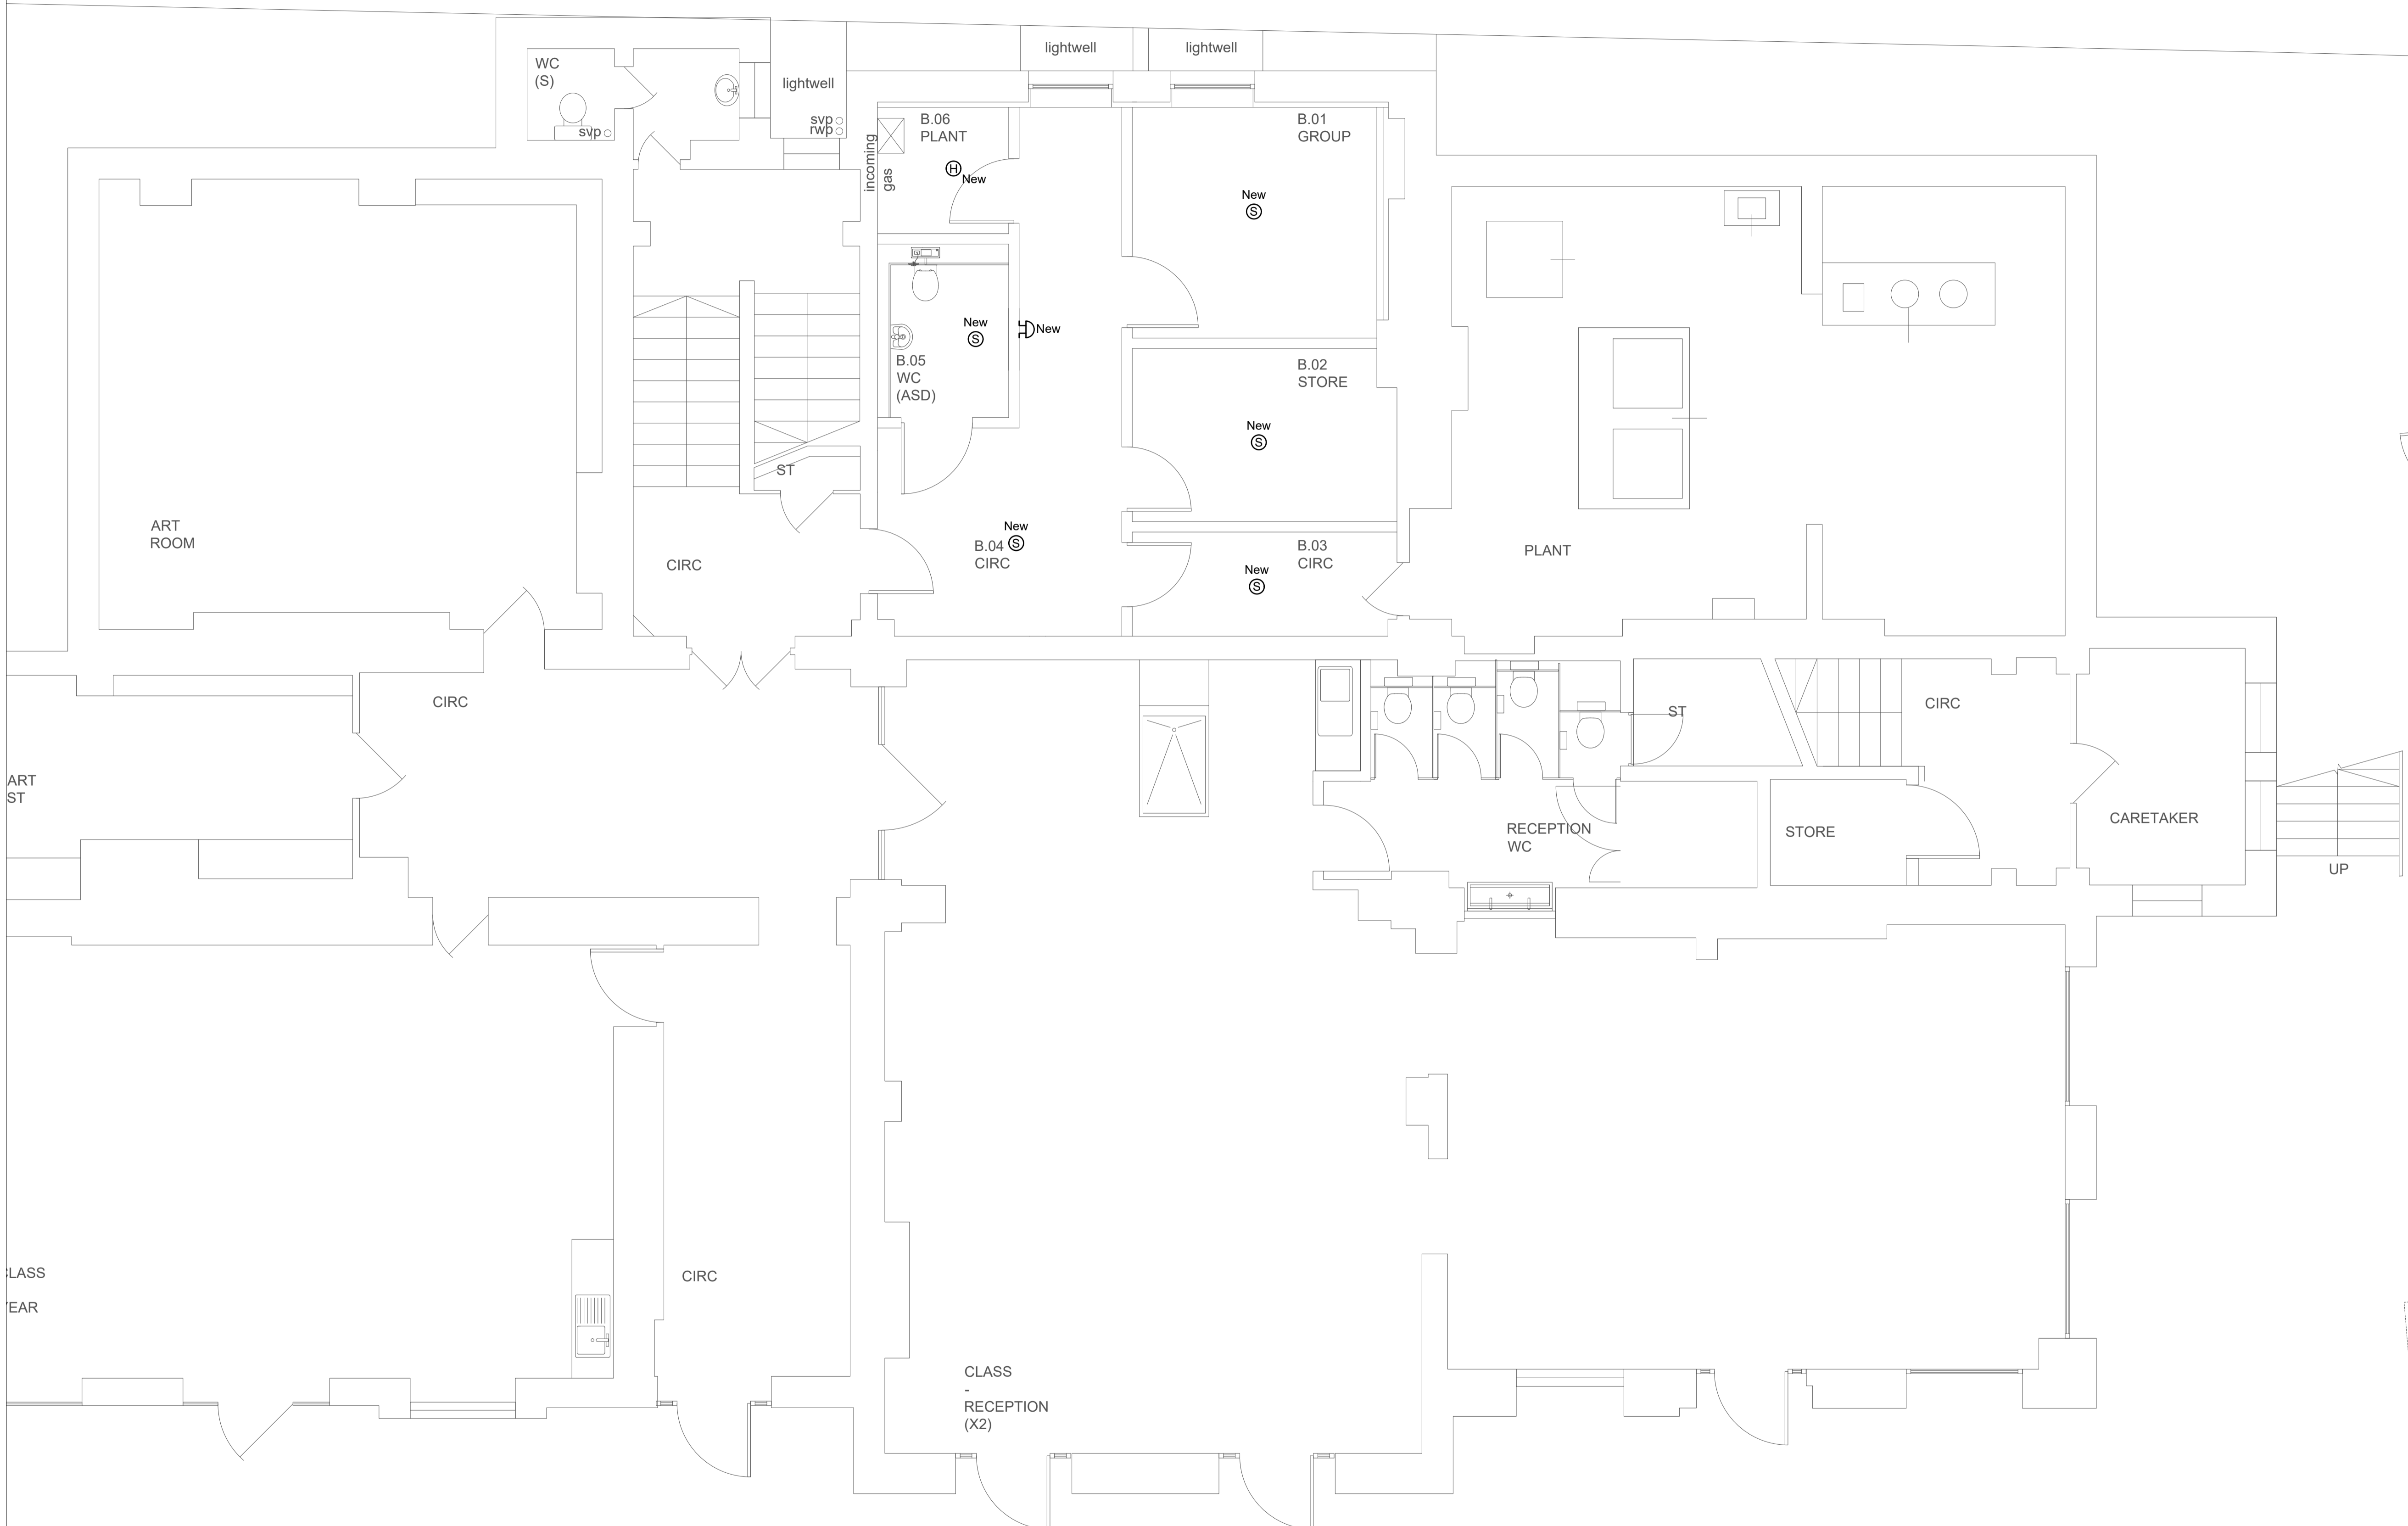 lightwell
lightwell
WC
(S)
lightwell
svp
svp
rwp
incoming
gas
B.06
PLANT
H
New
B.01
GROUP
New
S
New
S
New
B.05
WC
(ASD)
B.02
STORE
New
S
ST
ART
ROOM
CIRC
New
S
B.04
CIRC
B.03
CIRC
New
S
PLANT
CIRC
ST
CIRC
ART
ST
RECEPTION
WC
STORE
CARETAKER
UP
CIRC
LASS
EAR
CLASS
-
RECEPTION
(X2)